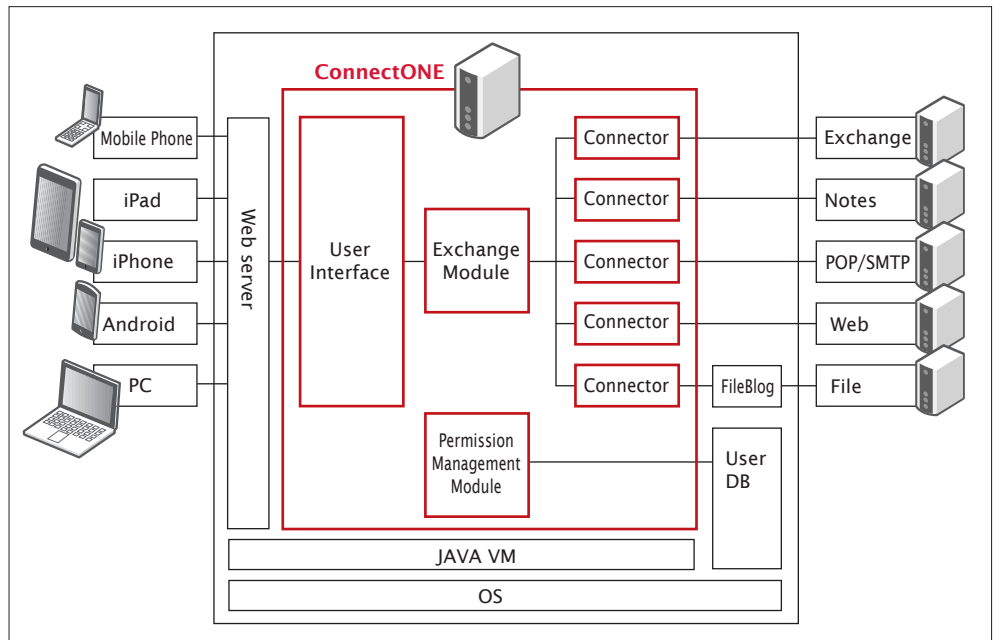 ConnectONE
Mobile Phone
iPad
iPhone
Android
PC
Web server
User
Interface
Exchange
Module
Permission
Management
Module
Connector
Connector
Connector
Connector
Connector
FileBlog
User
DB
Exchange
Notes
POP/SMTP
Web
File
JAVA VM
OS